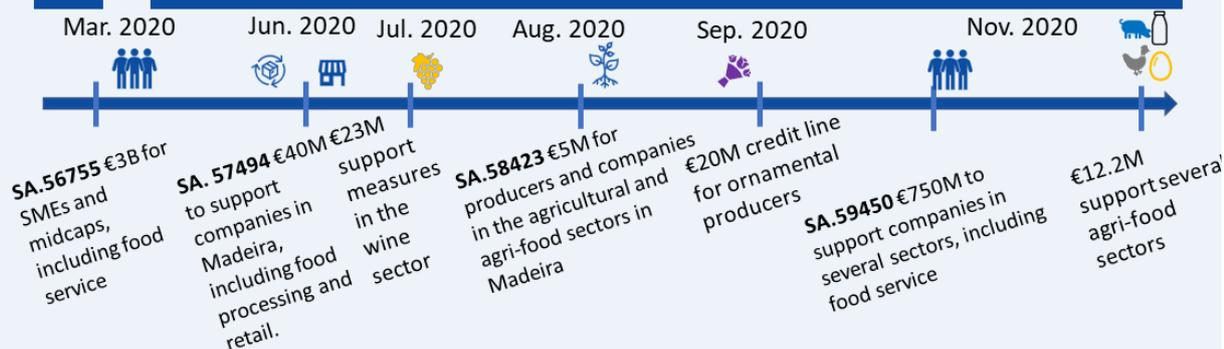 Mar. 2020
Jun. 2020
Jul. 2020
Aug. 2020
Sep. 2020
Nov. 2020
SA.56755 €3B for
SMEs and
midcaps,
including food
service
SA. 57494 €40M
to support
companies in
Madeira,
including food
processing and
retail.
€23M
support
measures
in the
wine
sector
SA.58423 €5M for
producers and companies
in the agricultural and
agri-food sectors in
Madeira
€20M credit line
for ornamental
producers
SA.59450 €750M to
support companies in
several sectors, including
food service
€12.2M
support several
agri-food
sectors